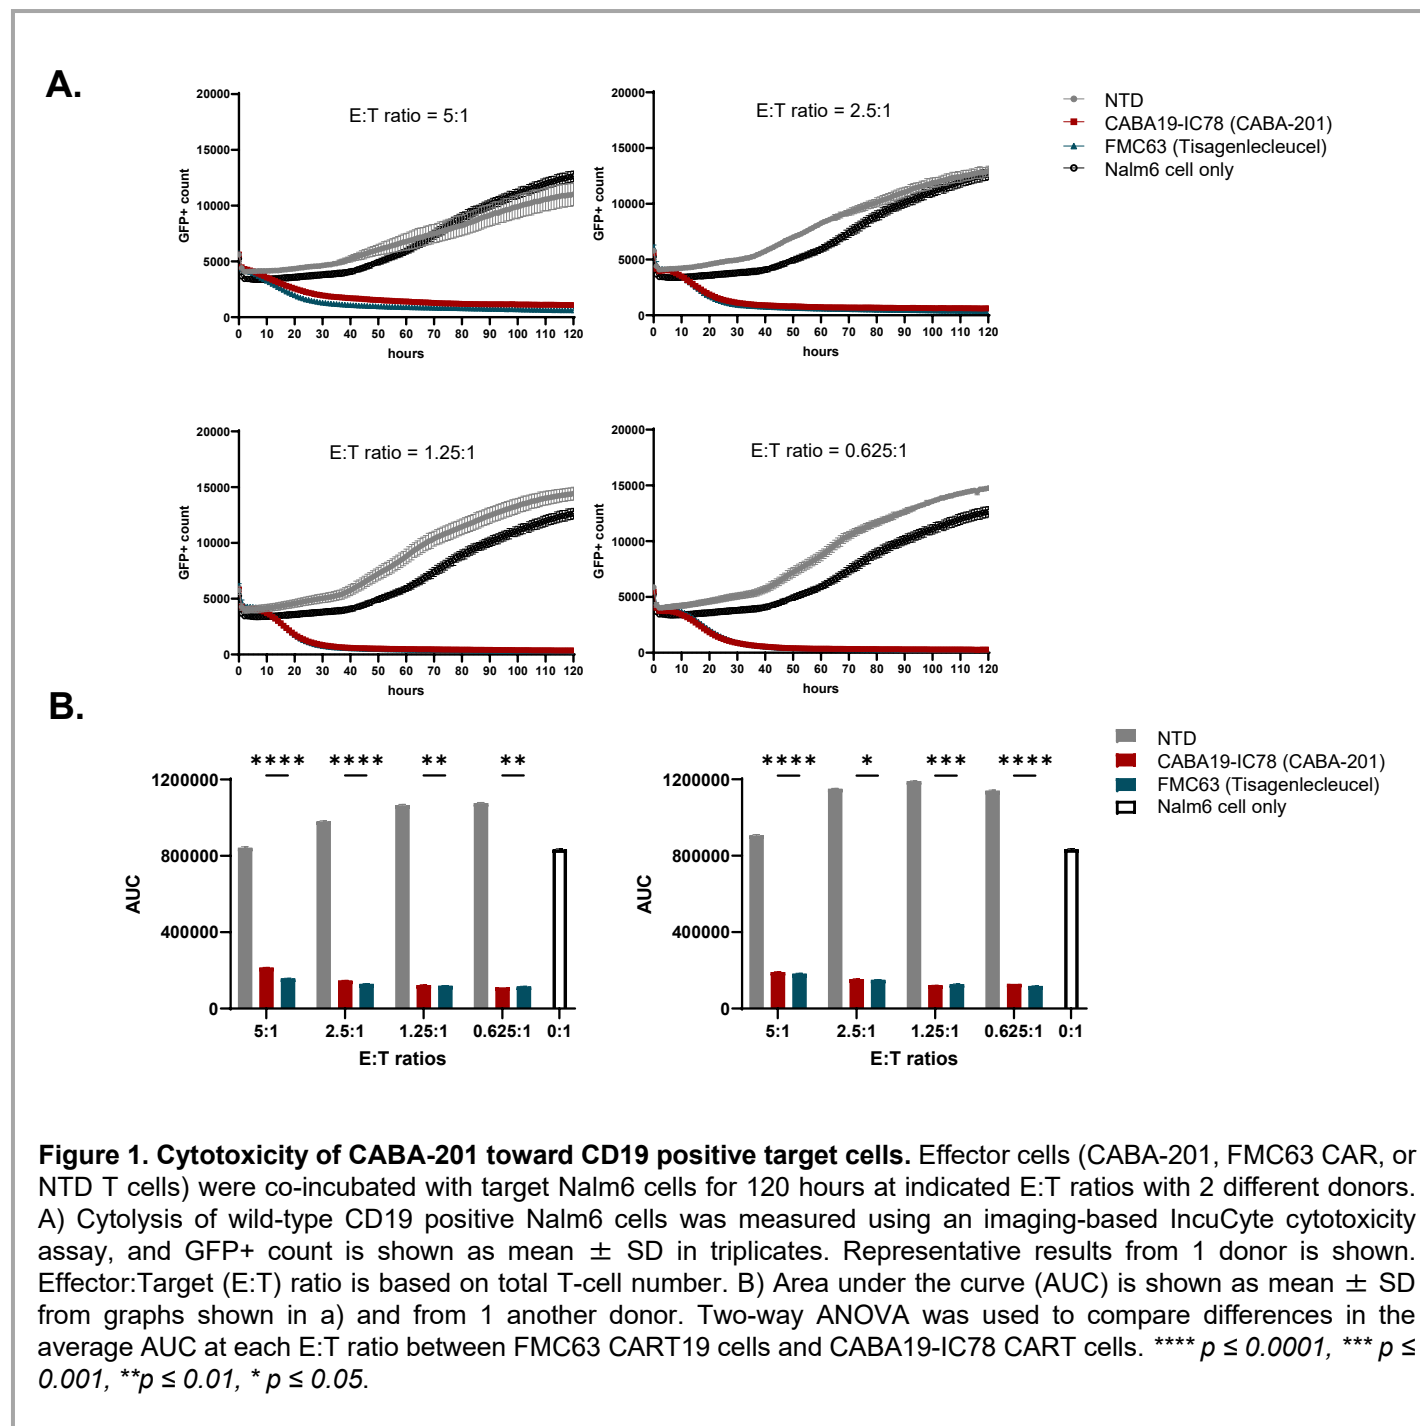 A.
E:T ratio = 5:1
20000
15000
10000
5000
0
GFP+ count
0 10 20 30 40 50 60 70 80 90 100 110 120
hours
E:T ratio = 2.5:1
20000
15000
10000
5000
0
GFP+ count
0 10 20 30 40 50 60 70 80 90 100 110 120
hours
NTD
CABA19-IC78 (CABA-201)
FMC63 (Tisagenlecleucel)
Nalm6 cell only
E:T ratio = 1.25:1
20000
15000
10000
5000
0
GFP+ count
0 10 20 30 40 50 60 70 80 90 100 110 120
hours
E:T ratio = 0.625:1
20000
15000
10000
5000
0
GFP+ count
0 10 20 30 40 50 60 70 80 90 100 110 120
hours
B.
**** **** ** **
1200000
800000
400000
0
AUC
5:1 2.5:1 1.25:1 0.625:1 0:1
E:T ratios
**** * *** ****
1200000
800000
400000
0
AUC
5:1 2.5:1 1.25:1 0.625:1 0:1
E:T ratios
NTD
CABA19-IC78 (CABA-201)
FMC63 (Tisagenlecleucel)
Nalm6 cell only
Figure 1. Cytotoxicity of CABA-201 toward CD19 positive target cells. Effector cells (CABA-201, FMC63 CAR, or
NTD T cells) were co-incubated with target Nalm6 cells for 120 hours at indicated E:T ratios with 2 different donors.
A) Cytolysis of wild-type CD19 positive Nalm6 cells was measured using an imaging-based IncuCyte cytotoxicity
assay, and GFP+ count is shown as mean ± SD in triplicates. Representative results from 1 donor is shown.
Effector:Target (E:T) ratio is based on total T-cell number. B) Area under the curve (AUC) is shown as mean ± SD
from graphs shown in a) and from 1 another donor. Two-way ANOVA was used to compare differences in the
average AUC at each E:T ratio between FMC63 CART19 cells and CABA19-IC78 CART cells. **** p ≤ 0.0001, *** p ≤
0.001, **p ≤ 0.01, * p ≤ 0.05.